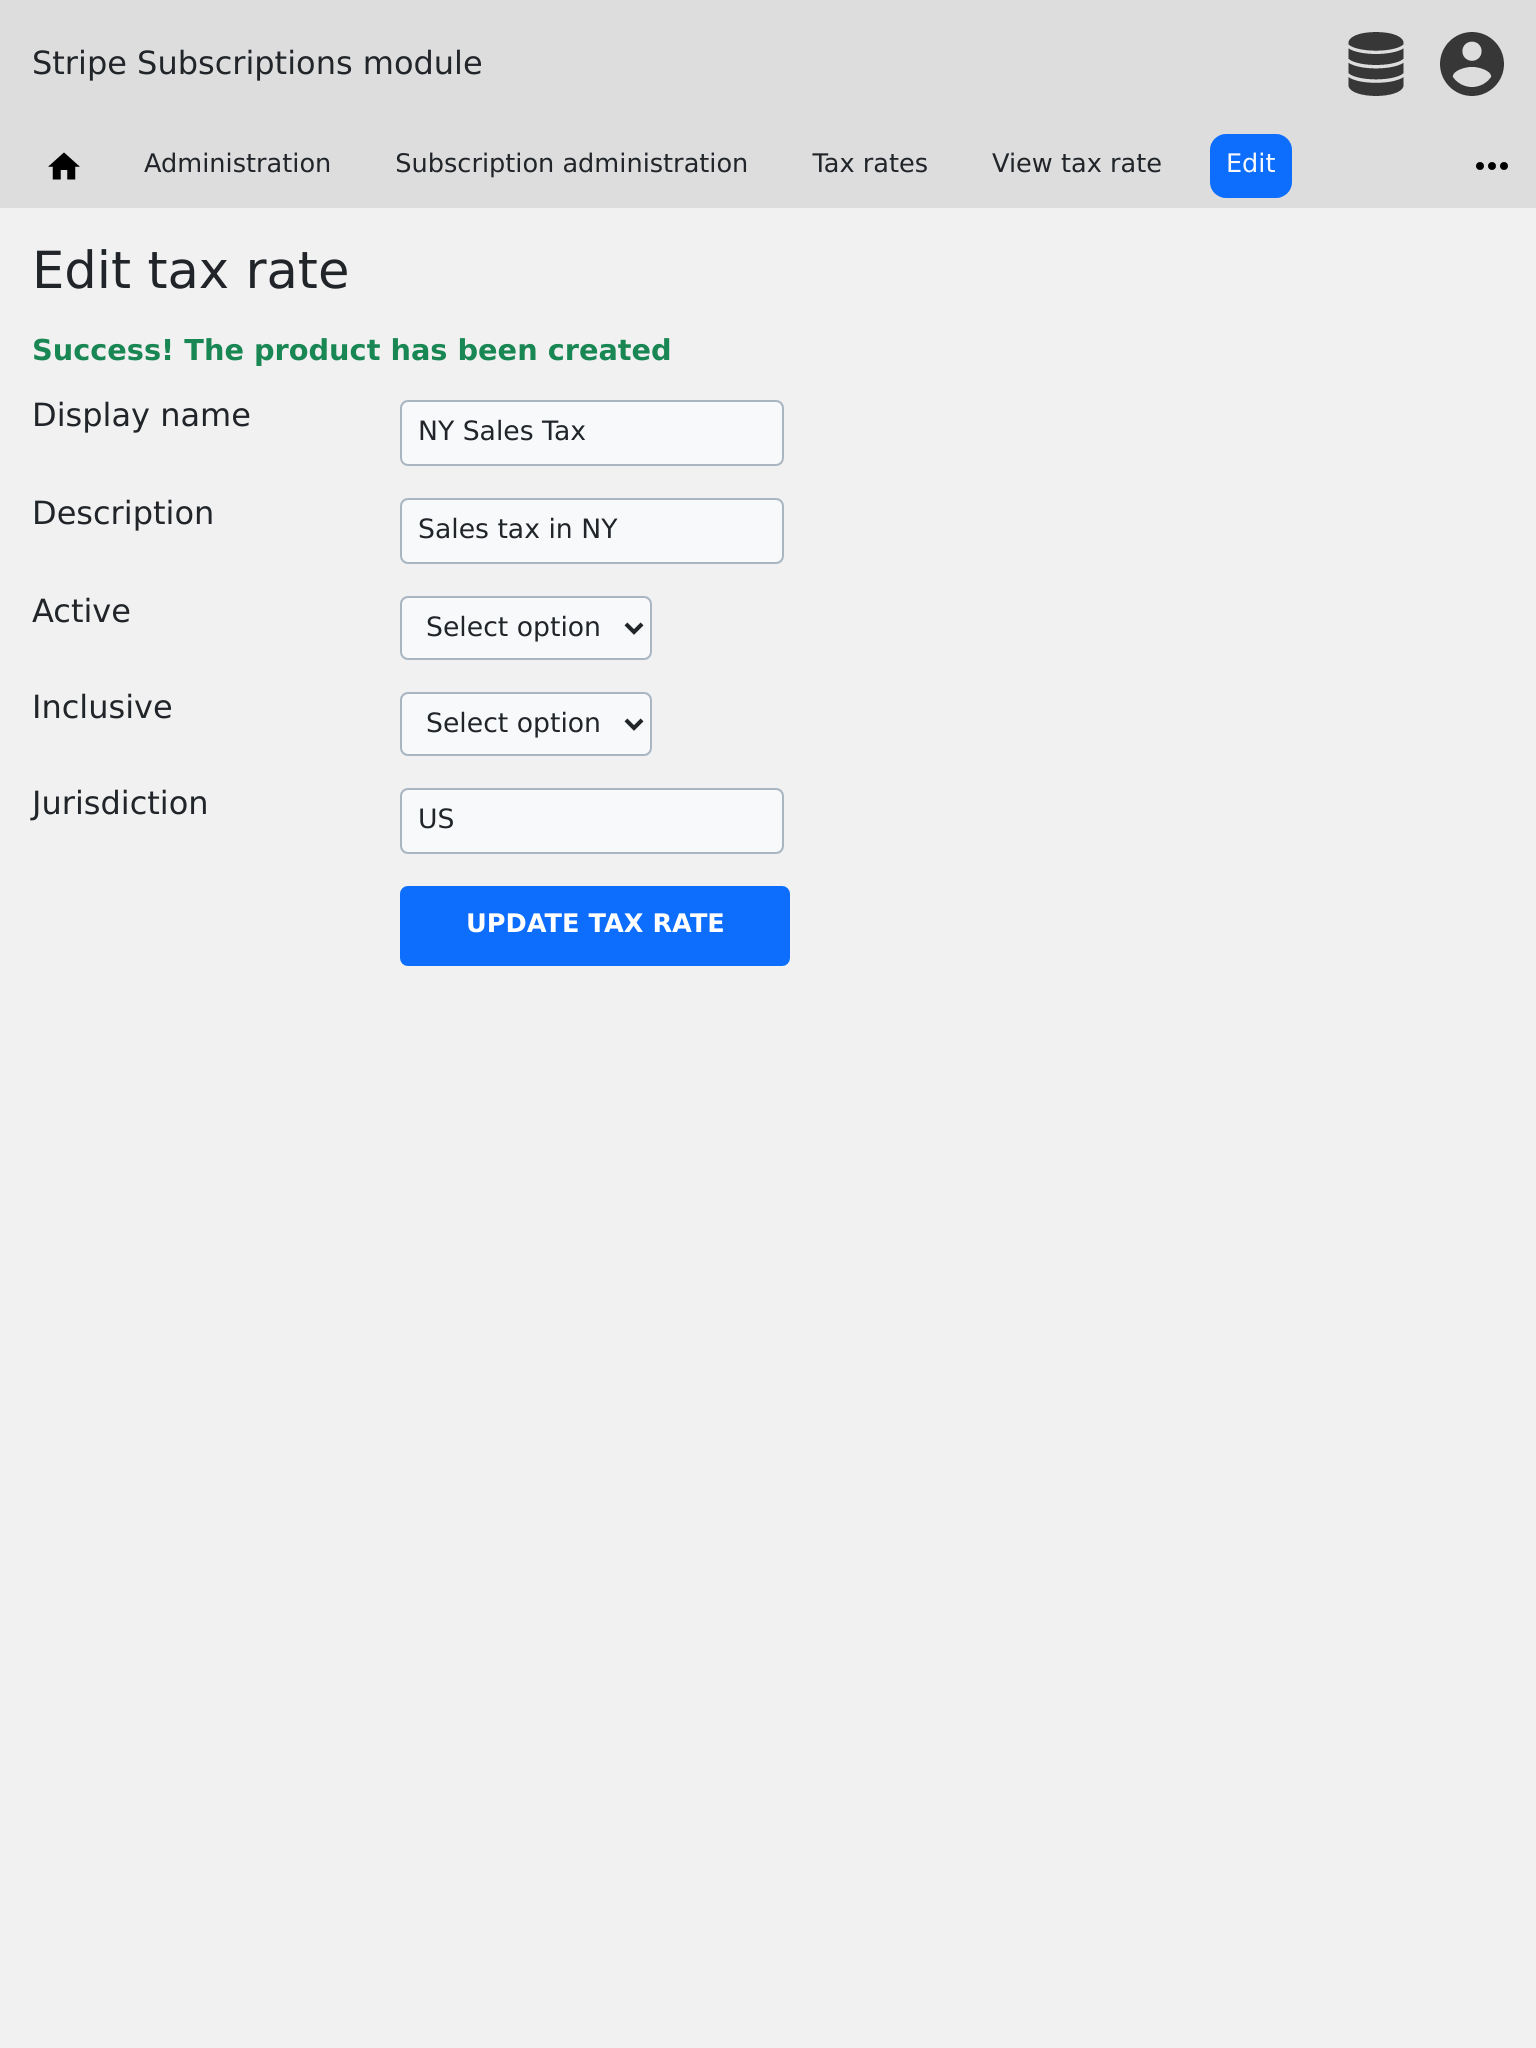 Stripe Subscriptions module
Administration Subscription administration Tax rates View tax rate Edit
Edit tax rate
Success! The product has been created
Display name NY Sales Tax
Description Sales tax in NY
Active Select option
Inclusive Select option
Jurisdiction US
UPDATE TAX RATE